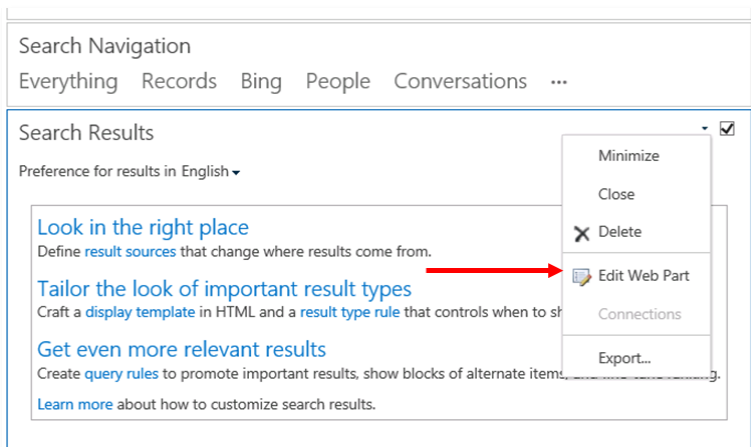 Search Navigation
Everything Records Bing People Conversations ...
Search Results
Preference for results in English
Minimize
Close
Delete
Edit Web Part
Connections
Export...
Look in the right place
Define result sources that change where results come from.
Tailor the look of important result types
Craft a display template in HTML and a result type rule that controls when to
Get even more relevant results
Create query rules to promote important results, show blocks of alternate items, ranking.
Learn more about how to customize search results.